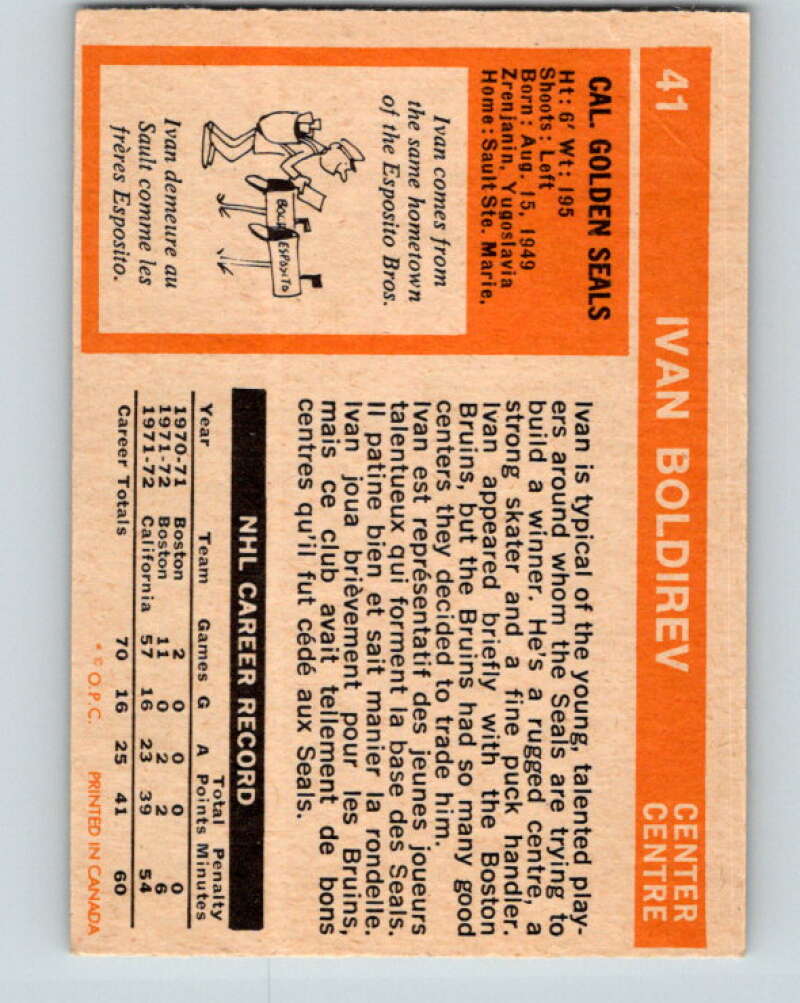 41 IVAN BOLDIREV CENTER
CENTRE
CAL. GOLDEN SEALS
Ht: 6' Wt: 195
Shoots: Left
Born: Aug. 15, 1949
Zrenjanin, Yugoslavia
Home: Sault Ste. Marie,
Ivan comes from
the same hometown
of the Esposito Bros.
ESPOSITO
Ivan demeure au
Sault comme les
frères Esposito.
Ivan is typical of the young, talented play-
ers around whom the Seals are trying to
build a winner. He's a rugged centre, a
strong skater and a fine puck handler.
Ivan appeared briefly with the Boston
Bruins, but the Bruins had so many good
centers they decided to trade him.
Ivan est représentatif des jeunes joueurs
talentueux qui forment la base des Seals.
Il patine bien et sait manier la rondelle.
Ivan joua brièvement pour les Bruins,
mais ce club avait tellement de bons
centres qu'il fut cédé aux Seals.
NHL CAREER RECORD
Total Penalty
Year Team Games G A Points Minutes
1970-71 Boston 2 0 0 0 0
1971-72 Boston 11 0 2 2 6
1971-72 California 57 16 23 39 54
Career Totals 70 16 25 41 60
* © O.P.C. PRINTED IN CANADA